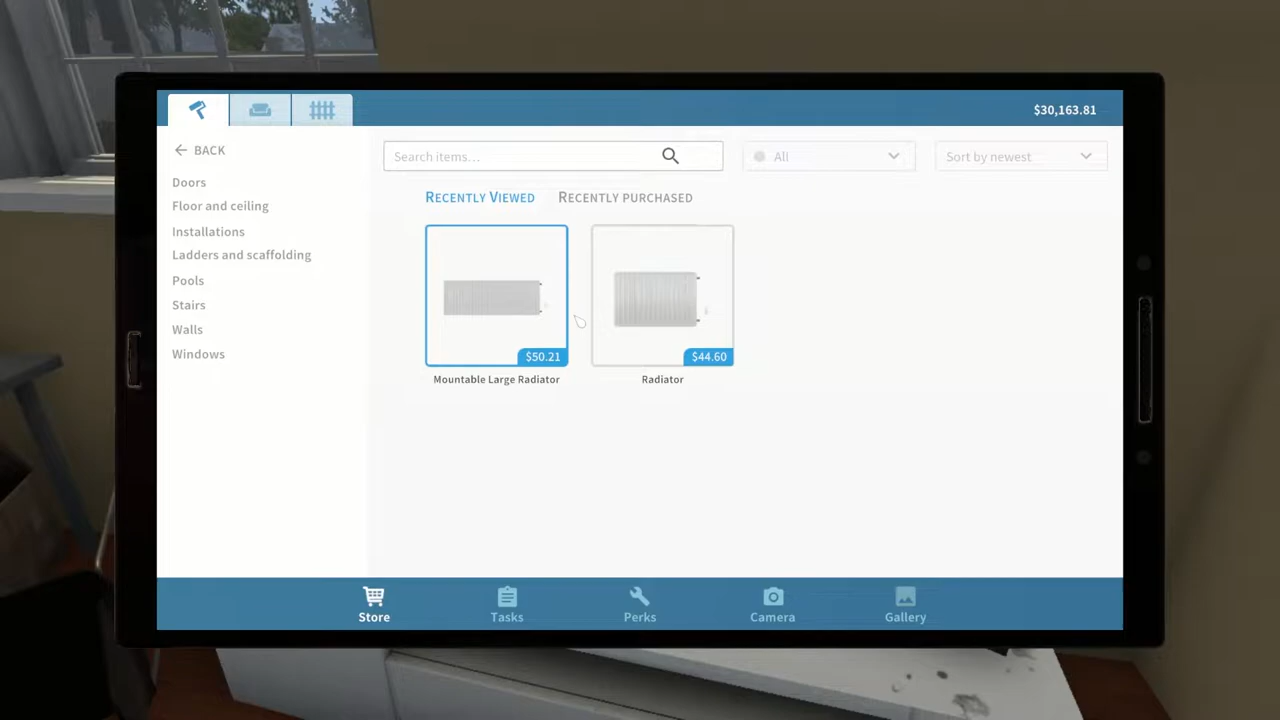 $30,163.81
BACK
Doors
Floor and ceiling
Installations
Ladders and scaffolding
Pools
Stairs
Walls
Windows
Search items...
All
Sort by newest
RECENTLY VIEWED
RECENTLY PURCHASED
$50.21
Mountable Large Radiator
$44.60
Radiator
Store
Tasks
Perks
Camera
Gallery